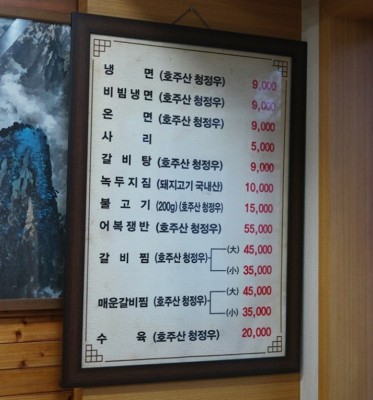 냉 면 (호주산 청정우) 9,000
비빔냉면 (호주산 청정우) 9,000
온 면 (호주산 청정우) 9,000
사 리 5,000
갈 비 탕 (호주산 청정우) 9,000
녹두지짐 (돼지고기 국내산) 10,000
불 고 기 (200g) (호주산 청정우) 15,000
어복쟁반 (호주산 청정우) 55,000
갈 비 찜 (호주산 청정우) (大) 45,000
(小) 35,000
매운갈비찜 (호주산 청정우) (大) 45,000
(小) 35,000
수 육 (호주산 청정우) 20,000